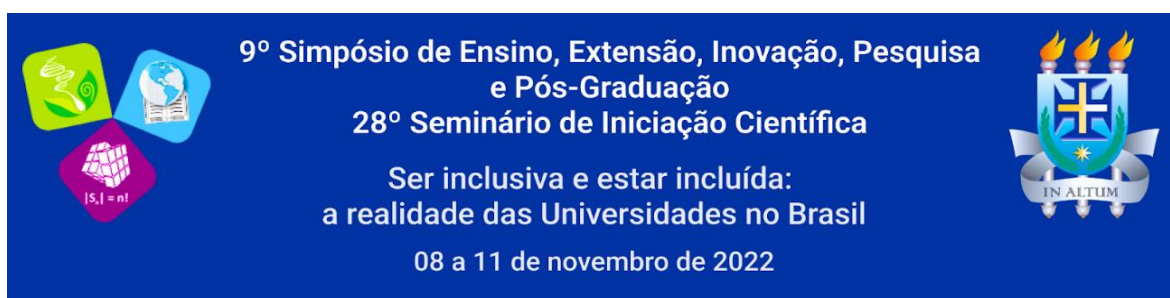 9º Simpósio de Ensino, Extensão, Inovação, Pesquisa
e Pós-Graduação
28º Seminário de Iniciação Científica
Ser inclusiva e estar incluída:
a realidade das Universidades no Brasil
08 a 11 de novembro de 2022
|Sₙ| = n!
IN ALTUM